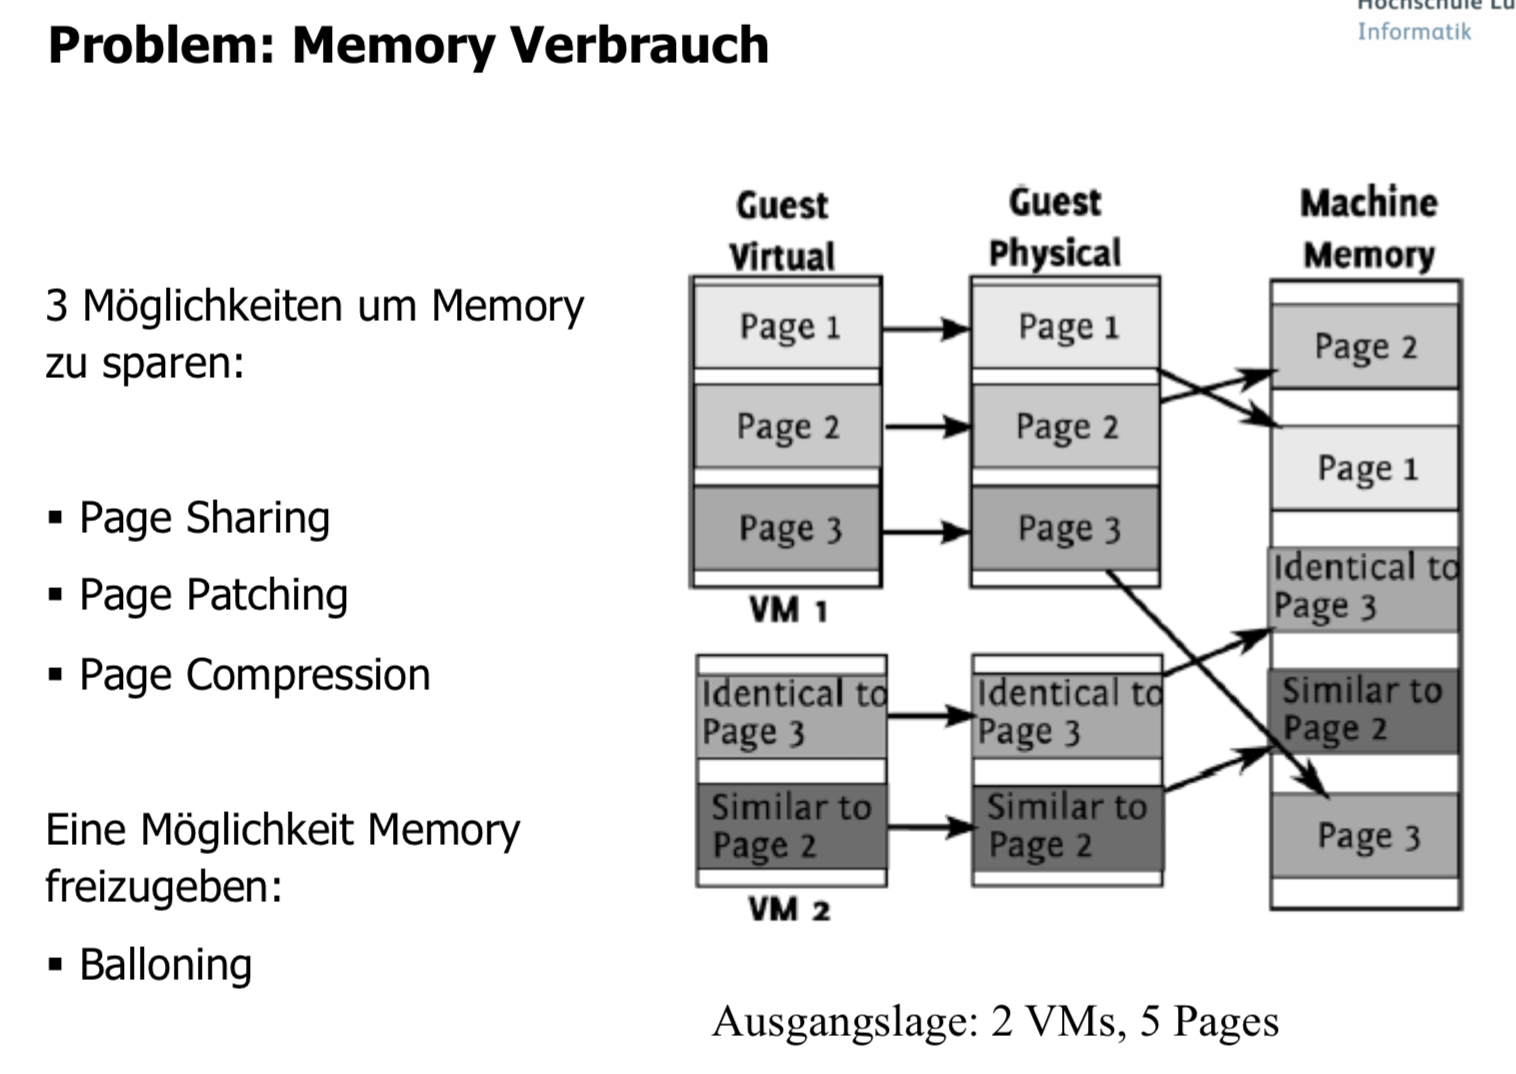 Problem: Memory Verbrauch
Informatik
3 Möglichkeiten um Memory
zu sparen:
▪ Page Sharing
▪ Page Patching
▪ Page Compression
Eine Möglichkeit Memory
freizugeben:
▪ Balloning
Guest
Virtual
Page 1
Page 2
Page 3
VM 1
Identical to
Page 3
Similar to
Page 2
VM 2
Guest
Physical
Page 1
Page 2
Page 3
Identical to
Page 3
Similar to
Page 2
Machine
Memory
Page 2
Page 1
Identical to
Page 3
Similar to
Page 2
Page 3
Ausgangslage: 2 VMs, 5 Pages